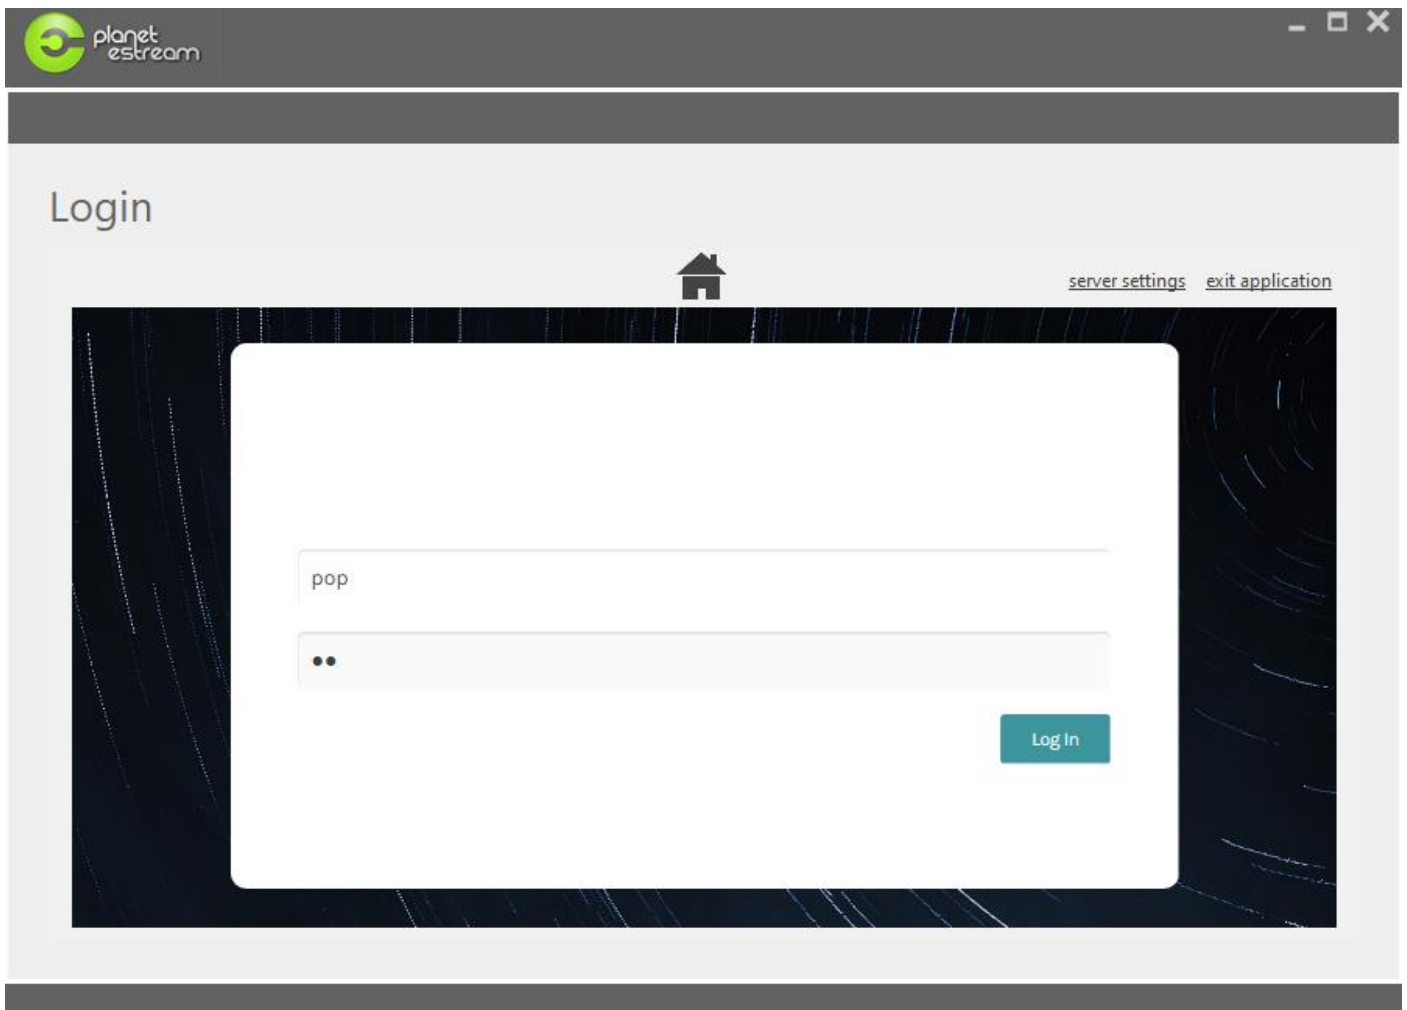 planet
estream
Login
server settings exit application
pop
••
Log In